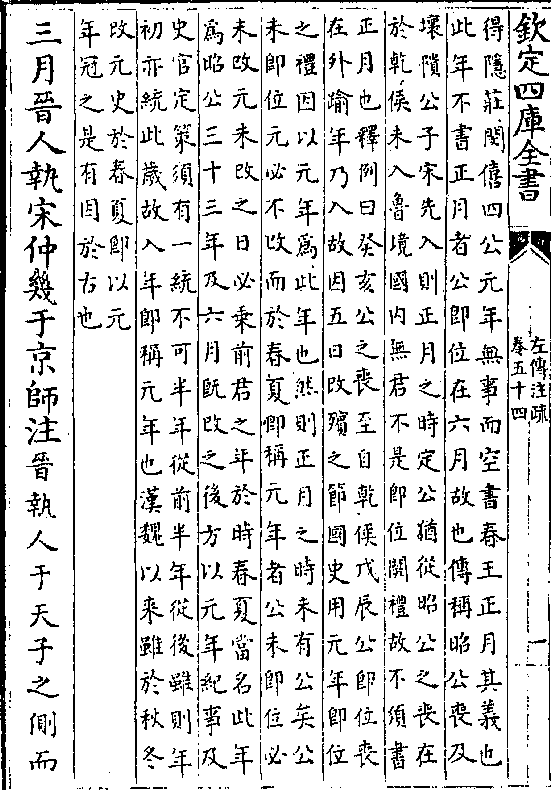 欽定四庫全書
左傳注疏
卷五十四
一
得隱莊閔僖四公元年無事而空書春王正月其義也
此年不書正月者公即位在六月故也傳稱昭公喪及
壞隤公子宋先入則正月之時定公猶從昭公之喪在
於乾侯未入魯境國内無君不是即位闕禮故不須書
正月也釋例曰癸亥公之喪至自乾侯戊辰公即位喪
在外踰年乃入故因五日改殯之節國史用元年即位
之禮因以元年為此年也然則正月之時未有公矣公
未即位元必不改而於春夏即稱元年者公未即位必
未改元未改之日必乗前君之年於時春夏當名此年
為昭公三十三年及六月既改之後方以元年紀事及
史官定策須有一統不可半年從前半年從後雖則年
初亦統此歳故入年即稱元年也漢魏以来雖於秋冬
改元史於春夏即以元
年冠之是有因於古也
三月晉人執宋仲幾于京師注晉執人于天子之側而